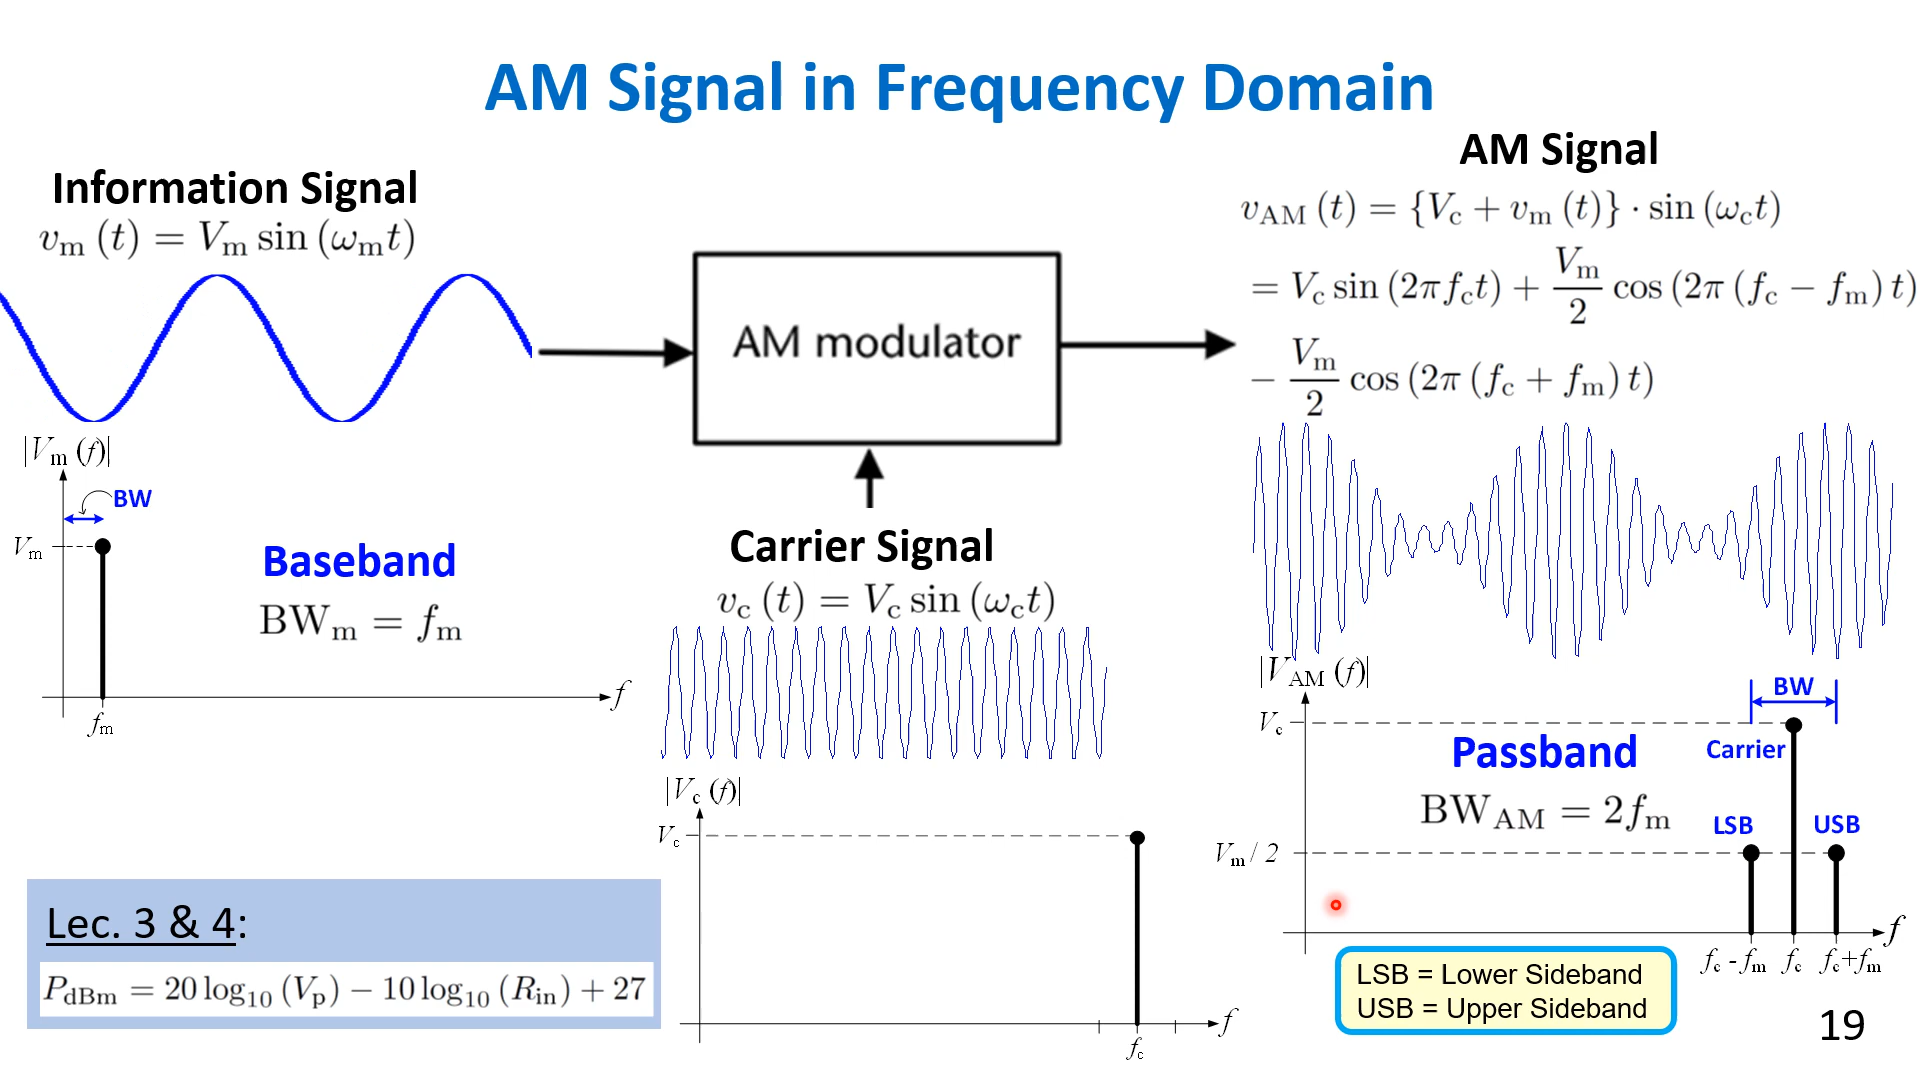 AM Signal in Frequency Domain
Information Signal
v_m (t) = V_m sin (ω_m t)
|V_m (f)|
BW
V_m
f_m
f
Baseband
BW_m = f_m
AM modulator
Carrier Signal
v_c (t) = V_c sin (ω_c t)
|V_c (f)|
V_c
f_c
f
AM Signal
v_AM (t) = {V_c + v_m (t)} · sin (ω_c t)
= V_c sin (2πf_c t) + V_m/2 cos (2π (f_c − f_m) t)
− V_m/2 cos (2π (f_c + f_m) t)
|V_AM (f)|
BW
V_c
Passband
Carrier
BW_AM = 2f_m
LSB
USB
V_m / 2
f
f_c - f_m f_c f_c+f_m
LSB = Lower Sideband
USB = Upper Sideband
Lec. 3 & 4:
P_dBm = 20 log_10 (V_p) − 10 log_10 (R_in) + 27
19